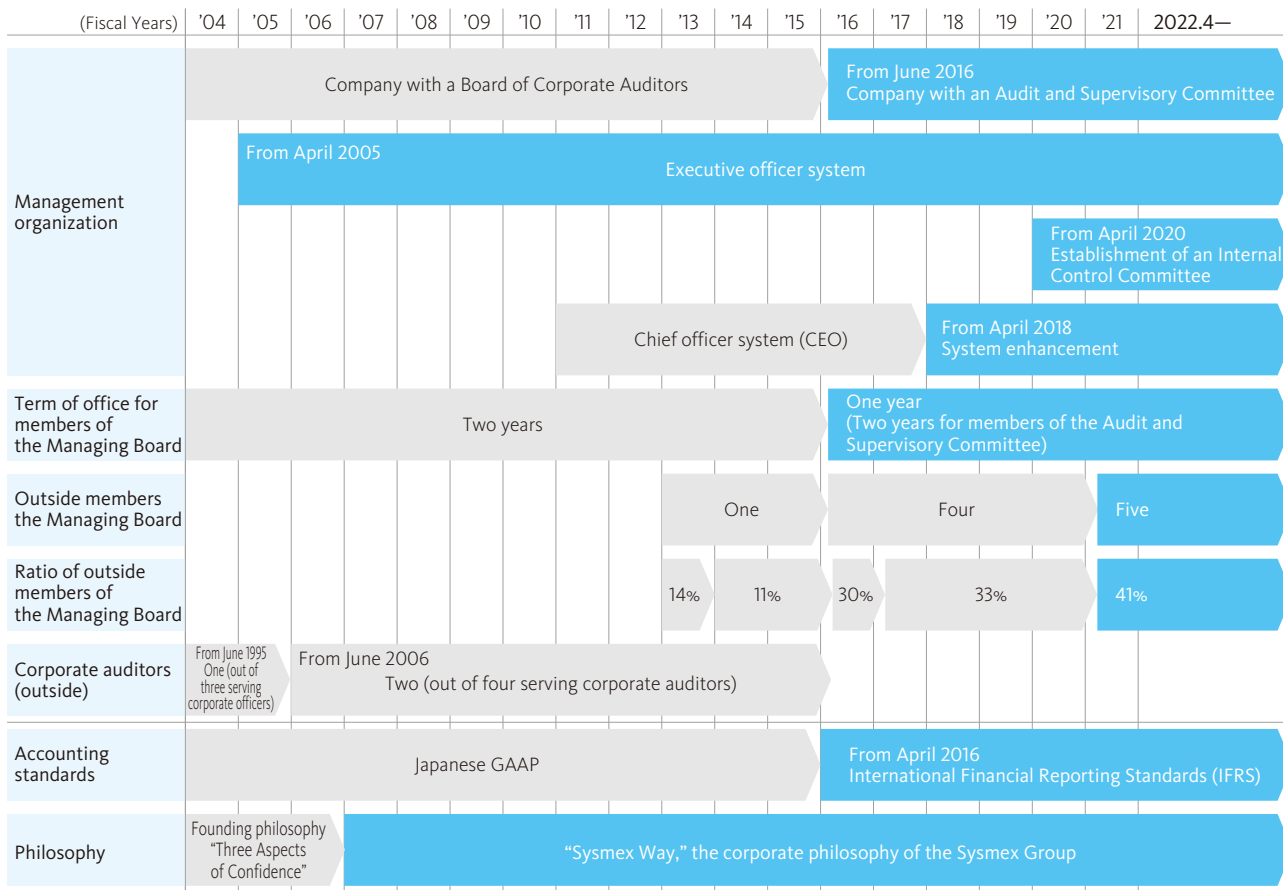 (Fiscal Years) ’04 ’05 ’06 ’07 ’08 ’09 ’10 ’11 ’12 ’13 ’14 ’15 ’16 ’17 ’18 ’19 ’20 ’21 2022.4—
Management
organization
Company with a Board of Corporate Auditors
From June 2016
Company with an Audit and Supervisory Committee
From April 2005
Executive officer system
From April 2020
Establishment of an Internal
Control Committee
Chief officer system (CEO)
From April 2018
System enhancement
Term of office for
members of
the Managing Board
Two years
One year
(Two years for members of the Audit and
Supervisory Committee)
Outside members
the Managing Board
One
Four
Five
Ratio of outside
members of
the Managing Board
14%
11%
30%
33%
41%
Corporate auditors
(outside)
From June 1995
One (out of
three serving
corporate officers)
From June 2006
Two (out of four serving corporate auditors)
Accounting
standards
Japanese GAAP
From April 2016
International Financial Reporting Standards (IFRS)
Philosophy
Founding philosophy
“Three Aspects
of Confidence”
“Sysmex Way,” the corporate philosophy of the Sysmex Group